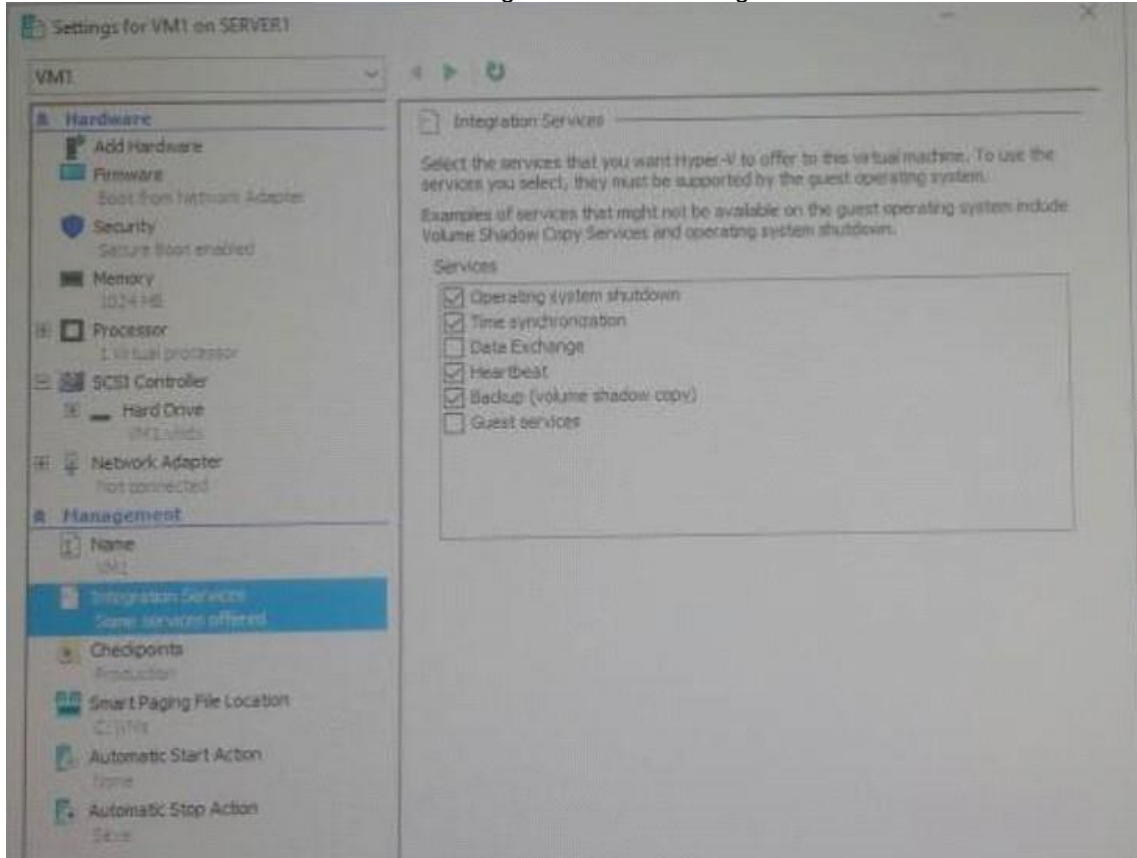 Settings for VM1 on SERVER1
VM1
Hardware
Add Hardware
Firmware
Boot from Network Adapter
Security
Secure Boot enabled
Memory
1024 MB
Processor
1 Virtual processor
SCSI Controller
Hard Drive
Network Adapter
Not connected
Management
Name
VM1
Integration Services
Some services offered
Checkpoints
Production
Smart Paging File Location
Automatic Start Action
None
Automatic Stop Action
Save
Integration Services
Select the services that you want Hyper-V to offer to this virtual machine. To use the
services you select, they must be supported by the guest operating system.
Examples of services that might not be available on the guest operating system include
Volume Shadow Copy Services and operating system shutdown.
Services
Operating system shutdown
Time synchronization
Data Exchange
Heartbeat
Backup (volume shadow copy)
Guest services